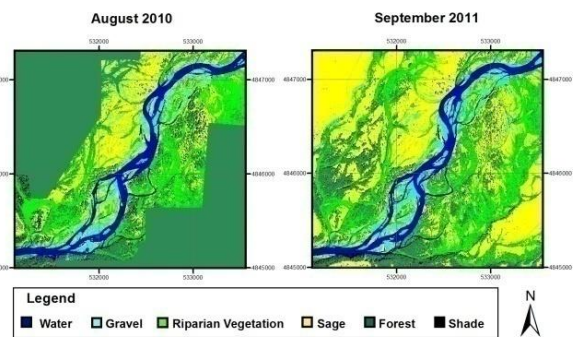 August 2010
September 2011
532000
533000
532000
533000
4847000
4847000
4846000
4846000
4845000
4845000
532000
533000
532000
533000
Legend
Water
Gravel
Riparian Vegetation
Sage
Forest
Shade
N